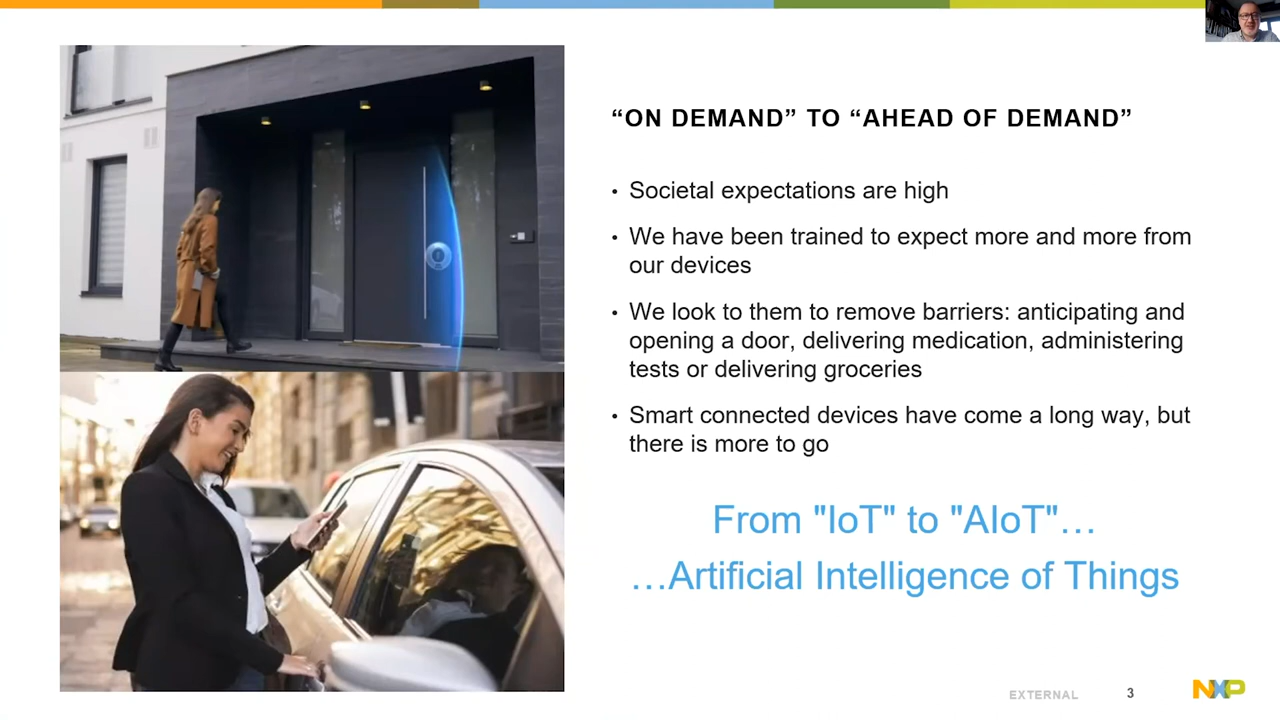 “ON DEMAND” TO “AHEAD OF DEMAND”
• Societal expectations are high
• We have been trained to expect more and more from
our devices
• We look to them to remove barriers: anticipating and
opening a door, delivering medication, administering
tests or delivering groceries
• Smart connected devices have come a long way, but
there is more to go
From "IoT" to "AIoT"…
…Artificial Intelligence of Things
EXTERNAL
3
NXP